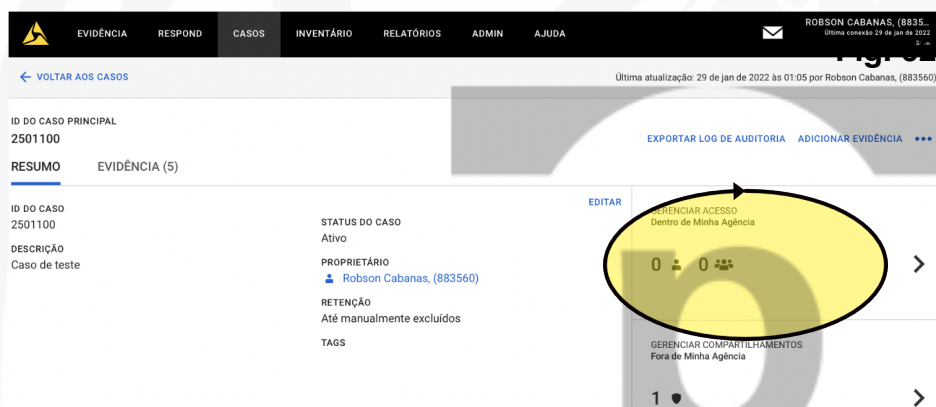 EVIDÊNCIA RESPOND CASOS INVENTÁRIO RELATÓRIOS ADMIN AJUDA
ROBSON CABANAS, (8835...
Última conexão 29 de jan de 2022
VOLTAR AOS CASOS
Última atualização: 29 de jan de 2022 às 01:05 por Robson Cabanas, (883560)
ID DO CASO PRINCIPAL
2501100
EXPORTAR LOG DE AUDITORIA ADICIONAR EVIDÊNCIA
RESUMO EVIDÊNCIA (5)
EDITAR
ID DO CASO
2501100
DESCRIÇÃO
Caso de teste
STATUS DO CASO
Ativo
PROPRIETÁRIO
Robson Cabanas, (883560)
RETENÇÃO
Até manualmente excluídos
TAGS
GERENCIAR ACESSO
Dentro de Minha Agência
0 0
GERENCIAR COMPARTILHAMENTOS
Fora de Minha Agência
1